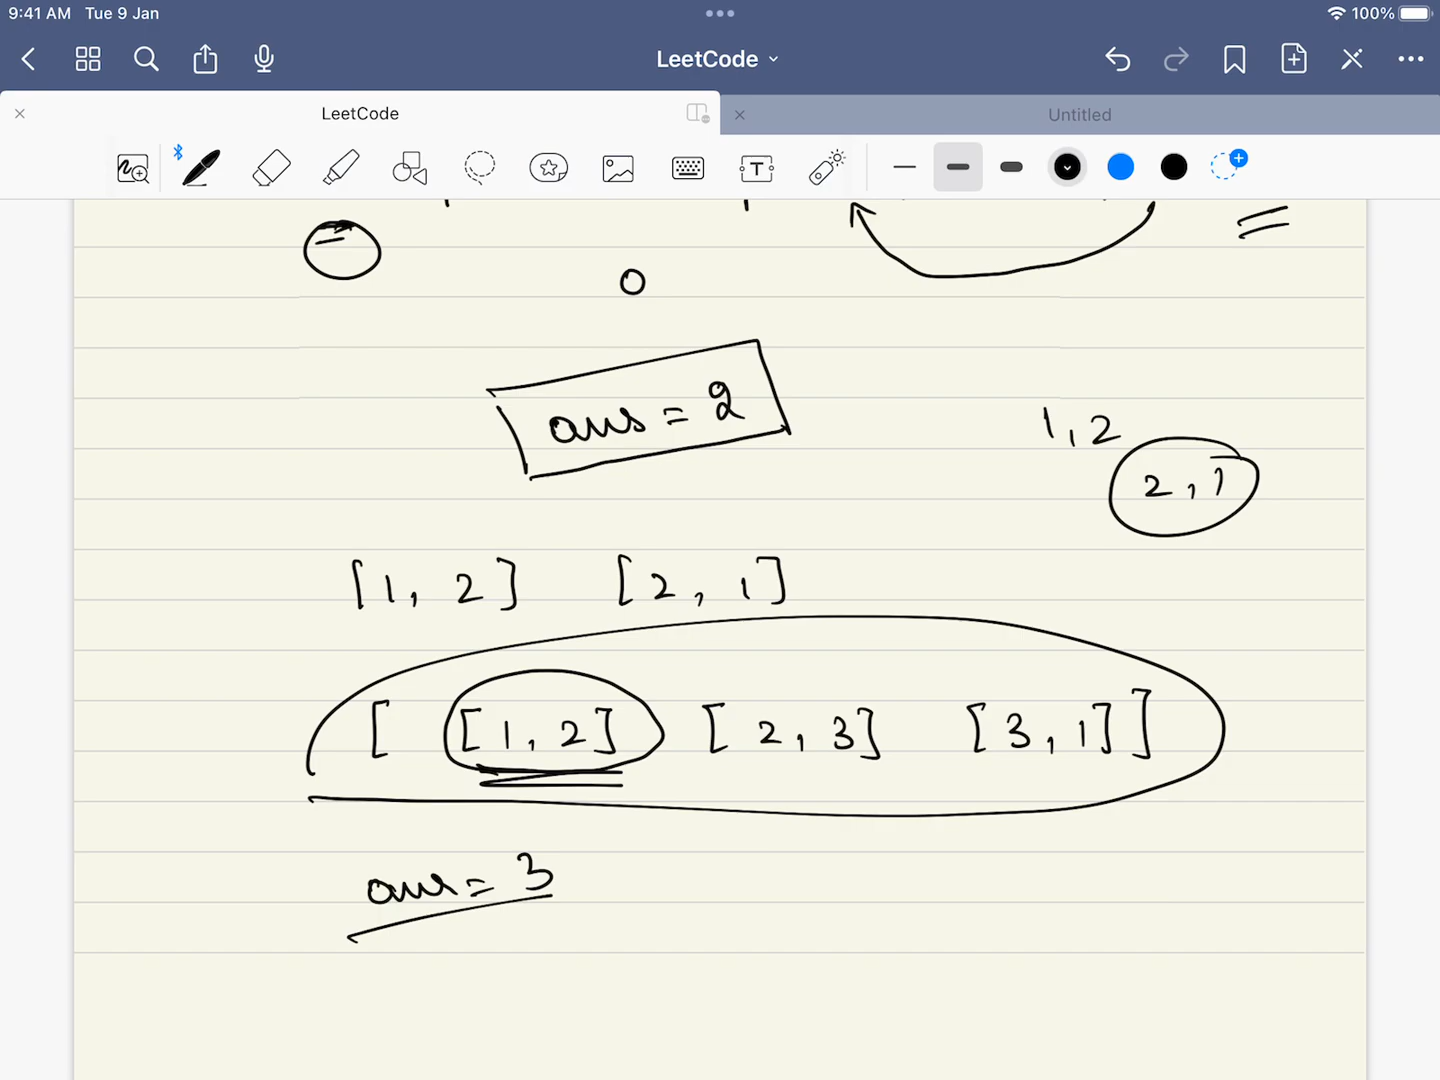 9:41 AM Tue 9 Jan
100%
LeetCode
LeetCode
Untitled
T
0
ans = 2
1, 2
2, 1
[1, 2] [2, 1]
[ [1, 2] [2, 3] [3, 1] ]
ans = 3